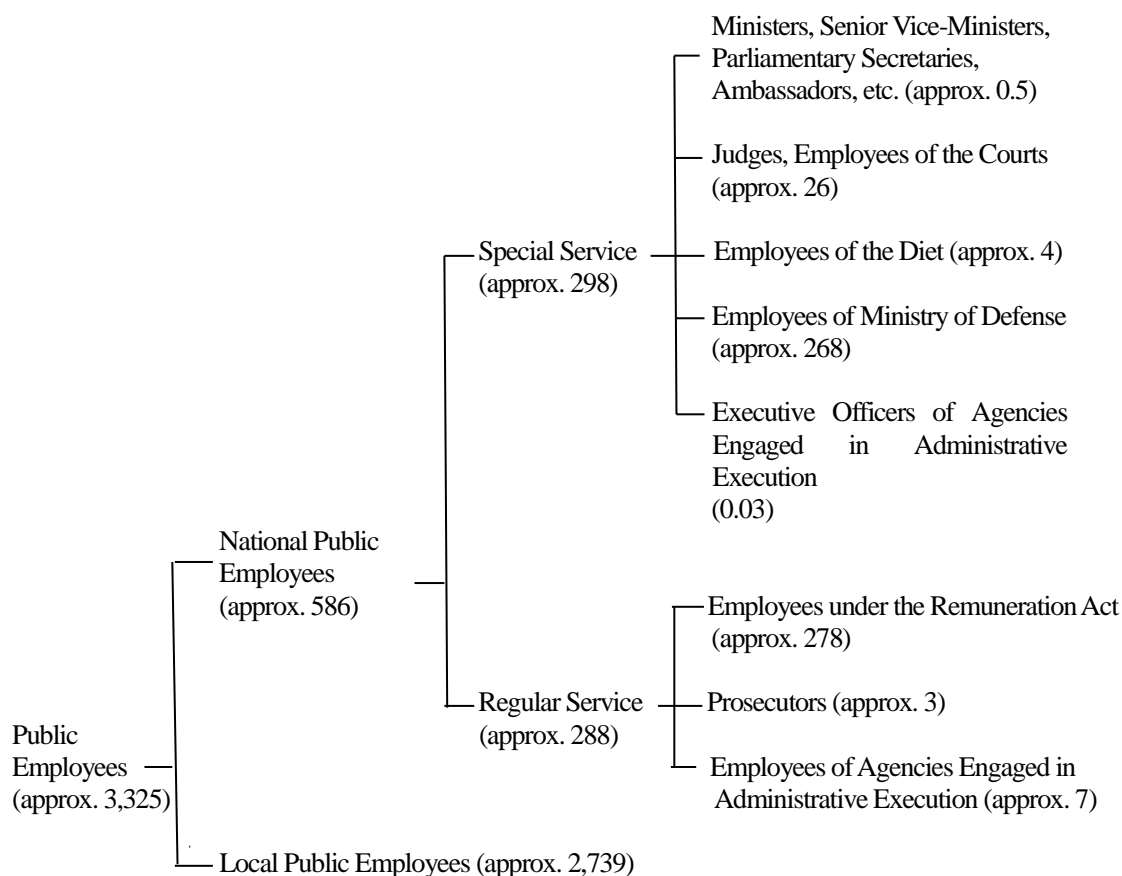 Ministers, Senior Vice-Ministers,
Parliamentary Secretaries,
Ambassadors, etc. (approx. 0.5)
Judges, Employees of the Courts
(approx. 26)
Special Service
(approx. 298)
Employees of the Diet (approx. 4)
Employees of Ministry of Defense
(approx. 268)
Executive Officers of Agencies
Engaged in Administrative
Execution
(0.03)
National Public
Employees
(approx. 586)
Employees under the Remuneration Act
(approx. 278)
Regular Service
(approx. 288)
Prosecutors (approx. 3)
Public
Employees
(approx. 3,325)
Employees of Agencies Engaged in
Administrative Execution (approx. 7)
Local Public Employees (approx. 2,739)